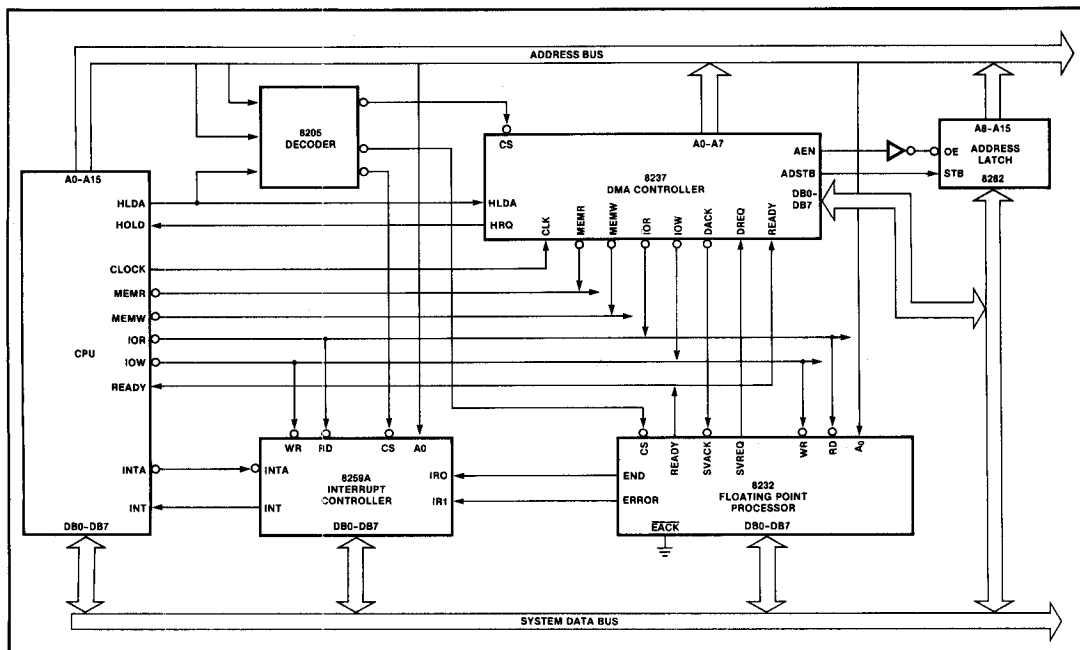 ADDRESS BUS
8205
DECODER
CS
A0-A7
8237
DMA CONTROLLER
AEN
ADSTB
DB0-
DB7
HLDA
HRQ
CLK
MEMR
MEMW
IOR
IOW
DACK
DREQ
READY
A8-A15
ADDRESS
LATCH
8282
OE
STB
A0-A15
HLDA
HOLD
CLOCK
MEMR
MEMW
IOR
CPU
IOW
READY
INTA
INT
DB0-DB7
WR
RD
CS
A0
INTA
8259A
INTERRUPT
CONTROLLER
IR0
IR1
INT
DB0-DB7
CS
READY
SVACK
SVREQ
WR
RD
A0
END
ERROR
8232
FLOATING POINT
PROCESSOR
EACK
DB0-DB7
SYSTEM DATA BUS